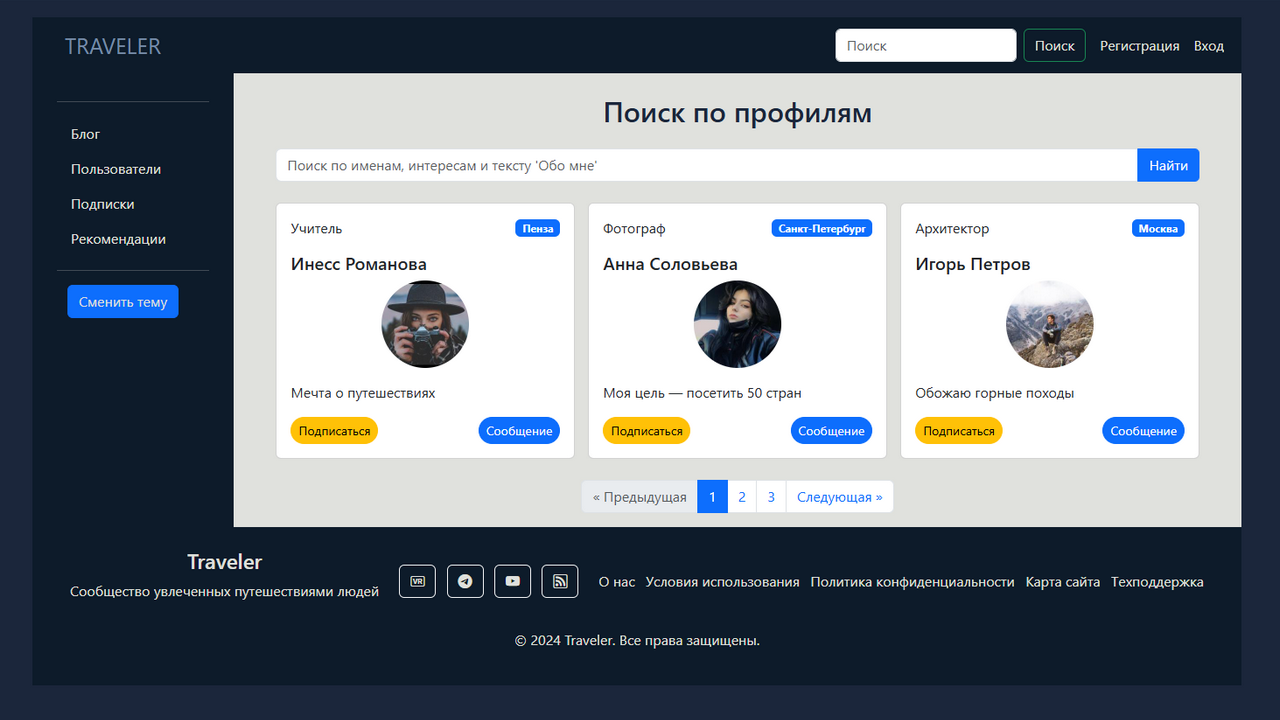 TRAVELER
Поиск
Поиск
Регистрация
Вход
Блог
Пользователи
Подписки
Рекомендации
Сменить тему
Поиск по профилям
Поиск по именам, интересам и тексту 'Обо мне'
Найти
Учитель
Пенза
Инесс Романова
Мечта о путешествиях
Подписаться
Сообщение
Фотограф
Санкт-Петербург
Анна Соловьева
Моя цель — посетить 50 стран
Подписаться
Сообщение
Архитектор
Москва
Игорь Петров
Обожаю горные походы
Подписаться
Сообщение
« Предыдущая
1
2
3
Следующая »
Traveler
Сообщество увлеченных путешествиями людей
VR
О нас
Условия использования
Политика конфиденциальности
Карта сайта
Техподдержка
© 2024 Traveler. Все права защищены.